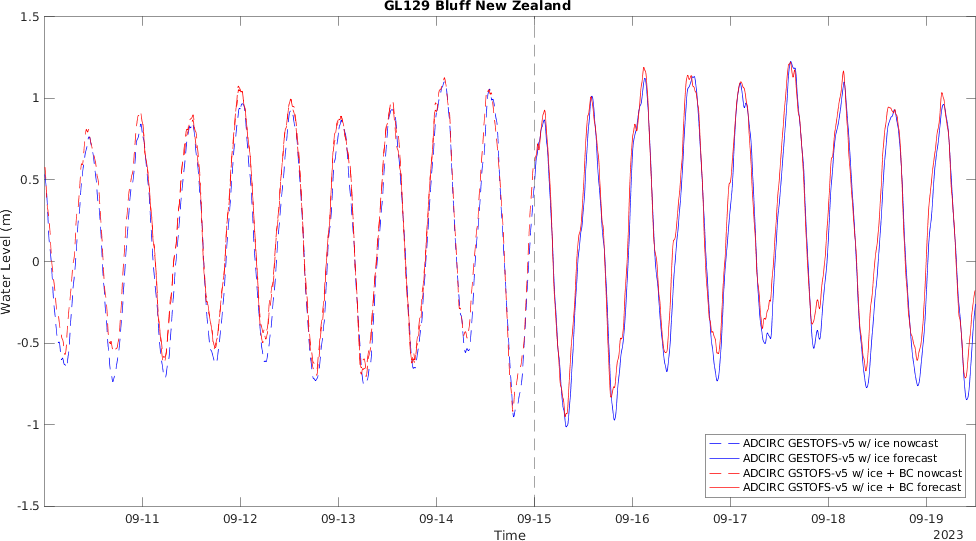 GL129 Bluff New Zealand
1.5
1
0.5
0
-0.5
-1
-1.5
Water Level (m)
ADCIRC GESTOFS-v5 w/ ice nowcast
ADCIRC GESTOFS-v5 w/ ice forecast
ADCIRC GSTOFS-v5 w/ ice + BC nowcast
ADCIRC GSTOFS-v5 w/ ice + BC forecast
09-11 09-12 09-13 09-14 09-15 09-16 09-17 09-18 09-19
Time
2023